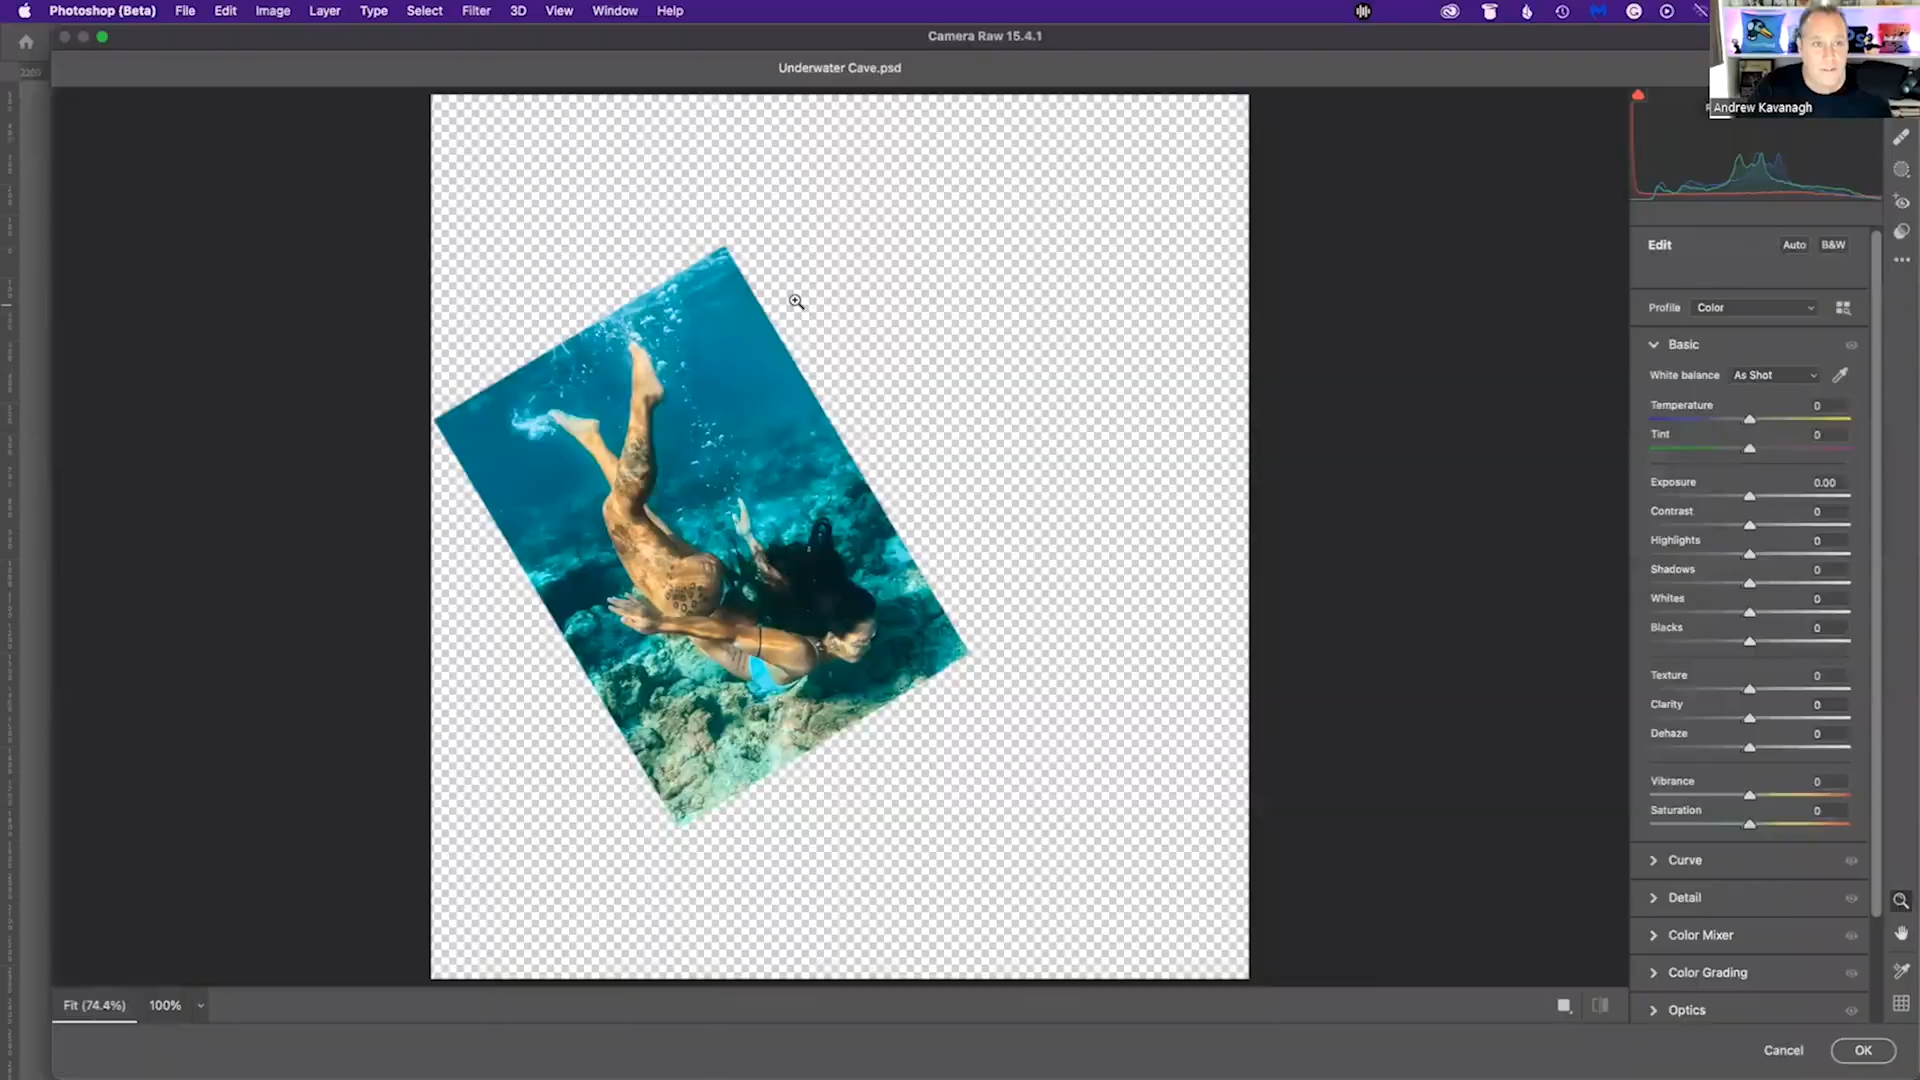 Photoshop (Beta) File Edit Image Layer Type Select Filter 3D View Window Help
Camera Raw 15.4.1
Underwater Cave.psd
Andrew Kavanagh
Edit Auto B&W
Profile Color
Basic
White balance As Shot
Temperature 0
Tint 0
Exposure 0.00
Contrast 0
Highlights 0
Shadows 0
Whites 0
Blacks 0
Texture 0
Clarity 0
Dehaze 0
Vibrance 0
Saturation 0
Curve
Detail
Color Mixer
Color Grading
Optics
Fit (74.4%) 100%
Cancel OK